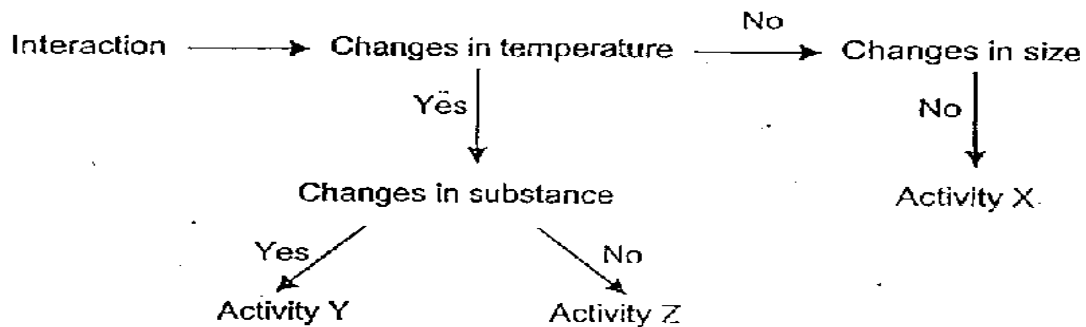 No
Interaction
Changes in temperature
Changes in size
Yes
No
Changes in substance
Activity X
Yes
No
Activity Y
Activity Z